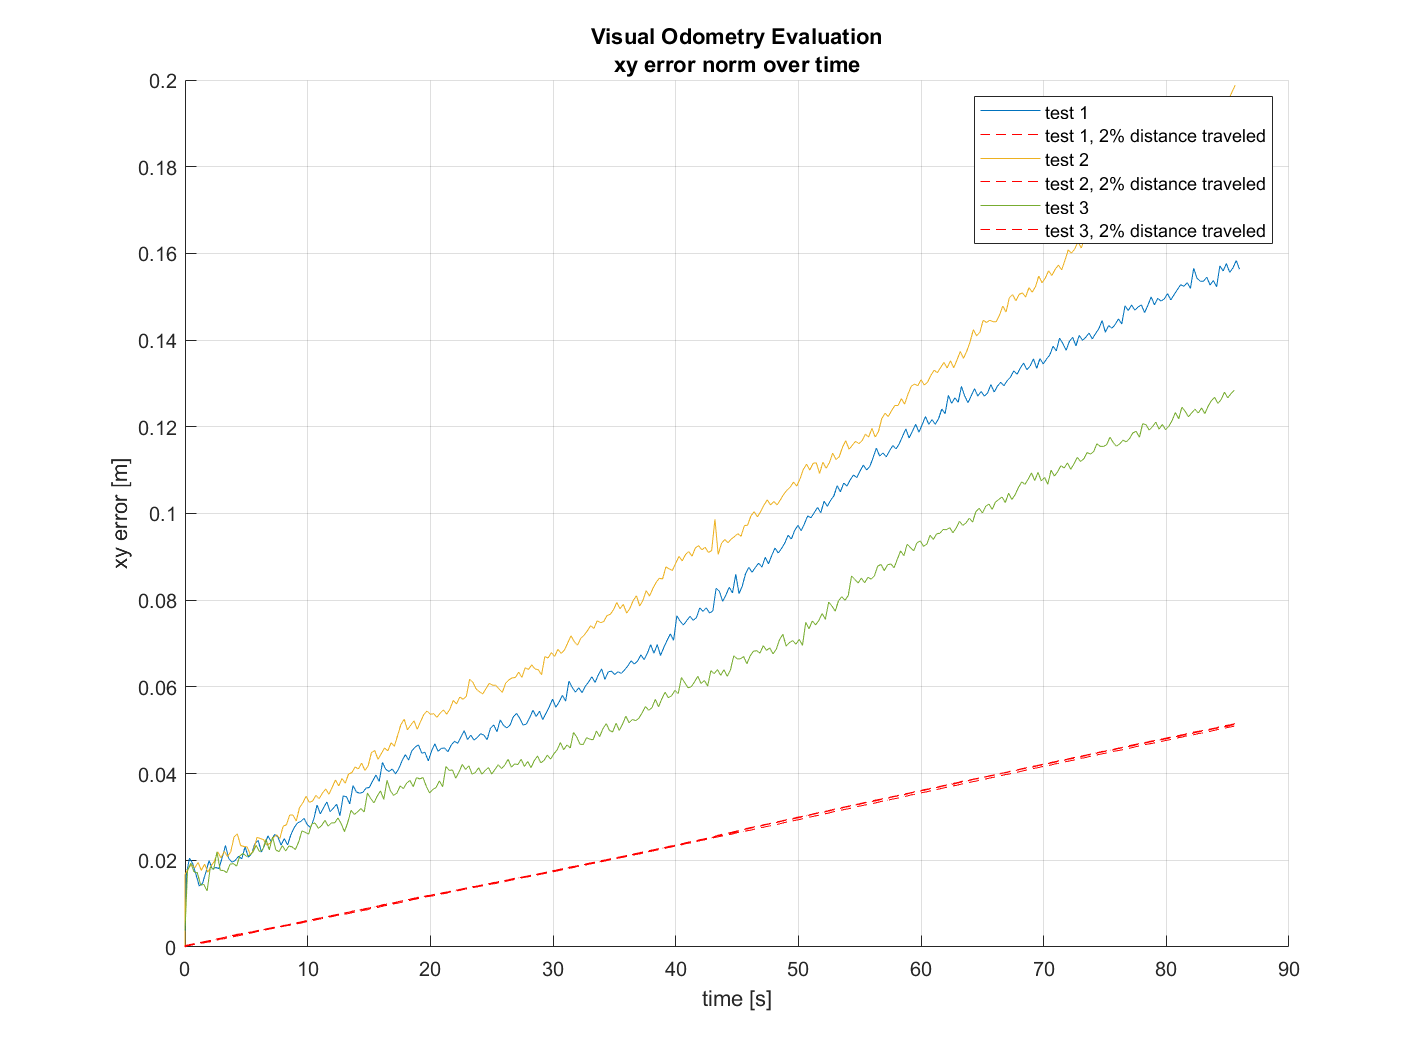 Visual Odometry Evaluation
xy error norm over time
0.2
0.18
0.16
0.14
0.12
0.1
0.08
0.06
0.04
0.02
0
xy error [m]
test 1
test 1, 2% distance traveled
test 2
test 2, 2% distance traveled
test 3
test 3, 2% distance traveled
0 10 20 30 40 50 60 70 80 90
time [s]